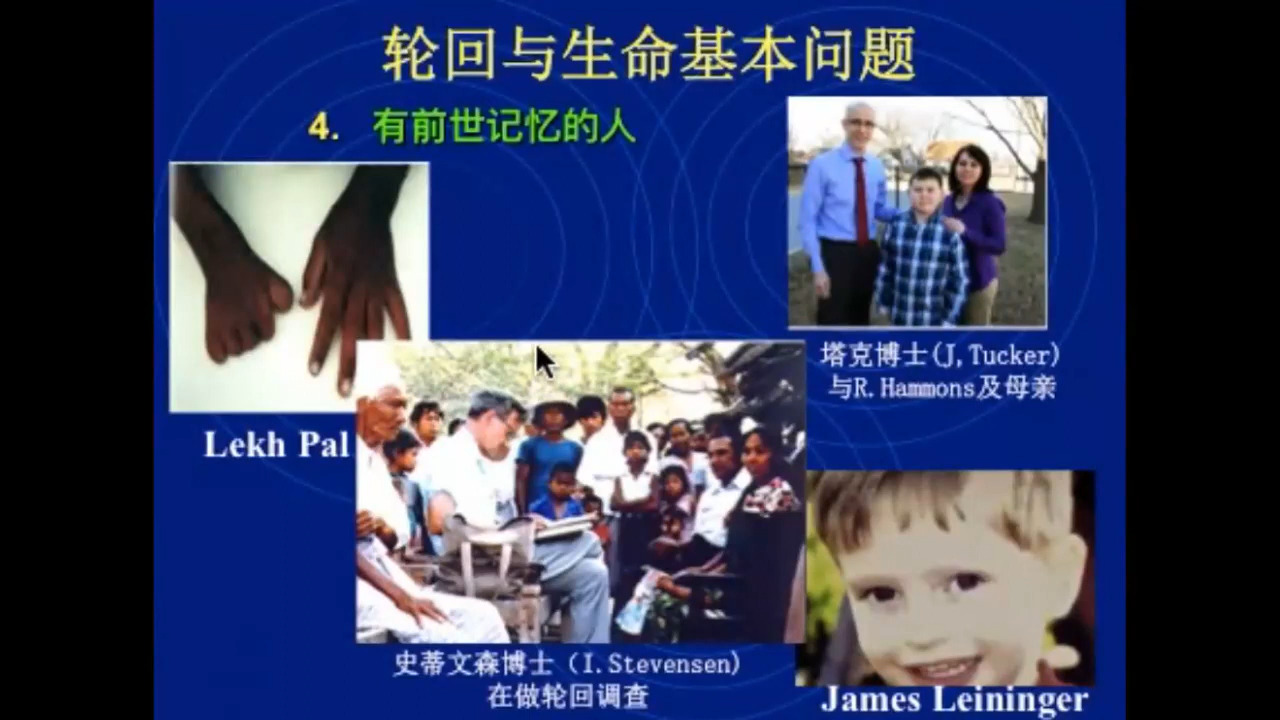 轮回与生命基本问题
4. 有前世记忆的人
塔克博士(J,Tucker)
与R.Hammons及母亲
Lekh Pal
史蒂文森博士（I.Stevensen)
在做轮回调查
James Leininger